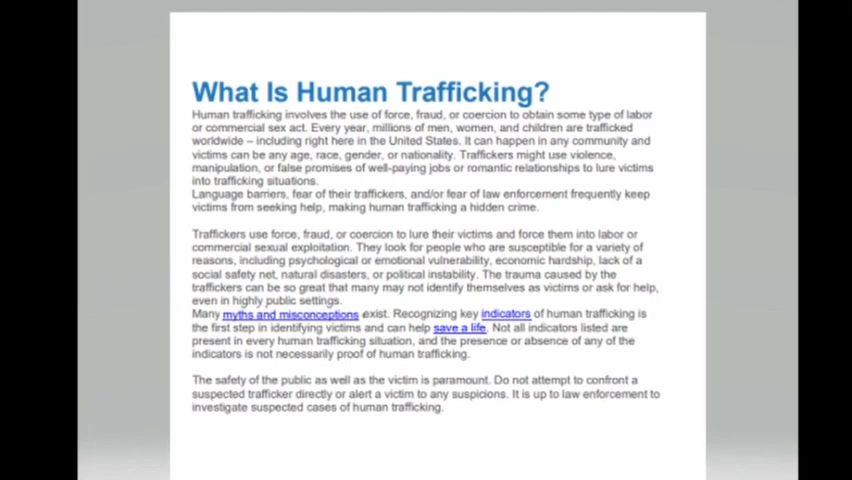 What Is Human Trafficking?
Human trafficking involves the use of force, fraud, or coercion to obtain some type of labor
or commercial sex act. Every year, millions of men, women, and children are trafficked
worldwide – including right here in the United States. It can happen in any community and
victims can be any age, race, gender, or nationality. Traffickers might use violence,
manipulation, or false promises of well-paying jobs or romantic relationships to lure victims
into trafficking situations.
Language barriers, fear of their traffickers, and/or fear of law enforcement frequently keep
victims from seeking help, making human trafficking a hidden crime.
Traffickers use force, fraud, or coercion to lure their victims and force them into labor or
commercial sexual exploitation. They look for people who are susceptible for a variety of
reasons, including psychological or emotional vulnerability, economic hardship, lack of a
social safety net, natural disasters, or political instability. The trauma caused by the
traffickers can be so great that many may not identify themselves as victims or ask for help,
even in highly public settings.
Many myths and misconceptions exist. Recognizing key indicators of human trafficking is
the first step in identifying victims and can help save a life. Not all indicators listed are
present in every human trafficking situation, and the presence or absence of any of the
indicators is not necessarily proof of human trafficking.
The safety of the public as well as the victim is paramount. Do not attempt to confront a
suspected trafficker directly or alert a victim to any suspicions. It is up to law enforcement to
investigate suspected cases of human trafficking.